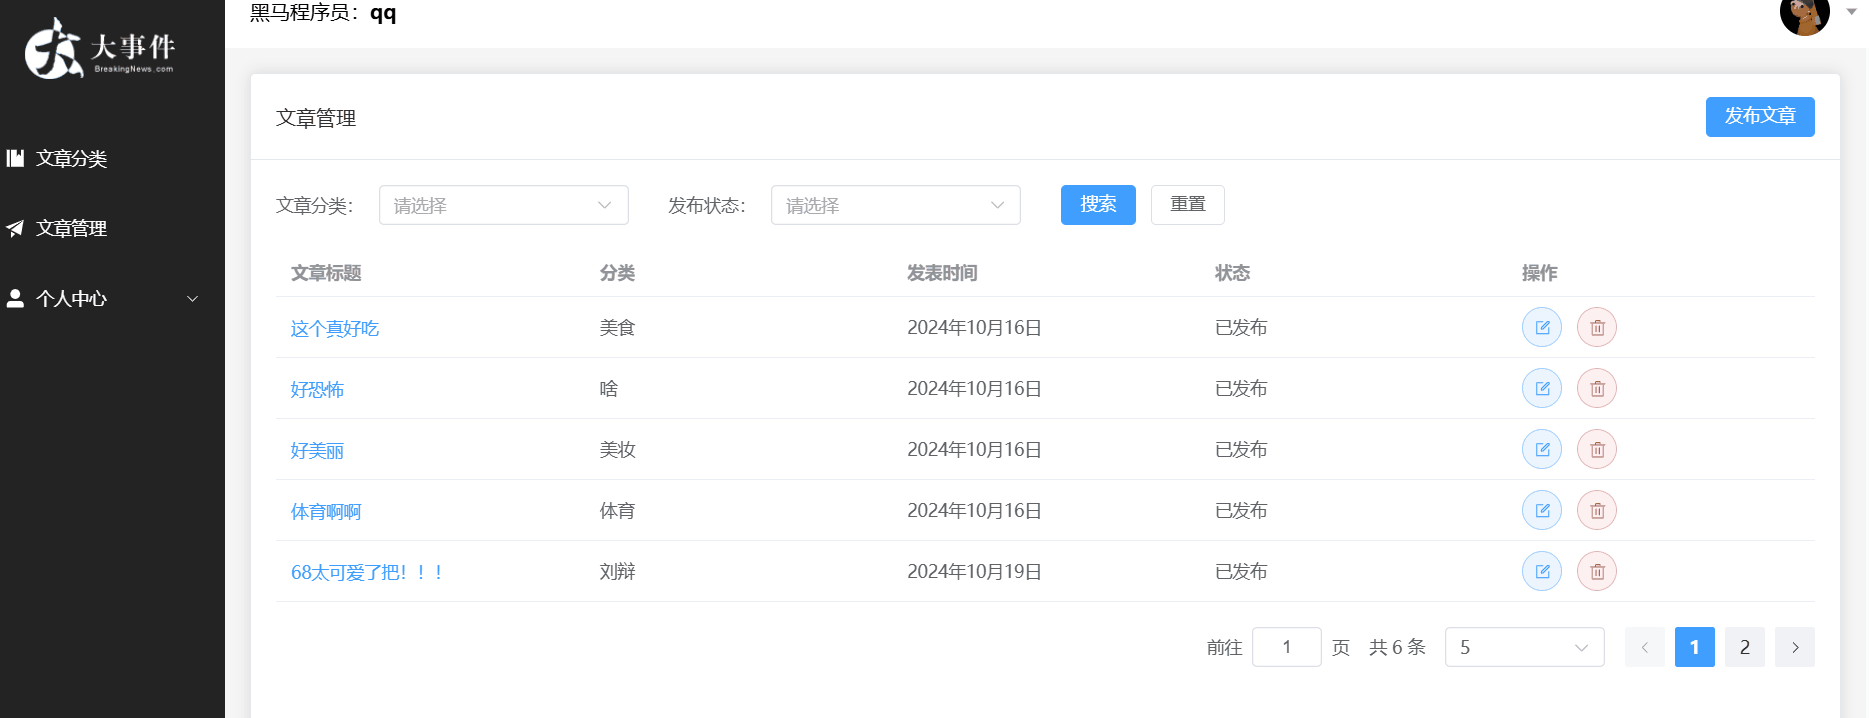 黑马程序员：qq
大事件
BreakingNews.com
文章分类
文章管理
个人中心
文章管理
发布文章
文章分类： 请选择 发布状态： 请选择 搜索 重置
文章标题 分类 发表时间 状态 操作
这个真好吃 美食 2024年10月16日 已发布
好恐怖 啥 2024年10月16日 已发布
好美丽 美妆 2024年10月16日 已发布
体育啊啊 体育 2024年10月16日 已发布
68太可爱了把！！！ 刘辩 2024年10月19日 已发布
前往 1 页 共 6 条 5 1 2